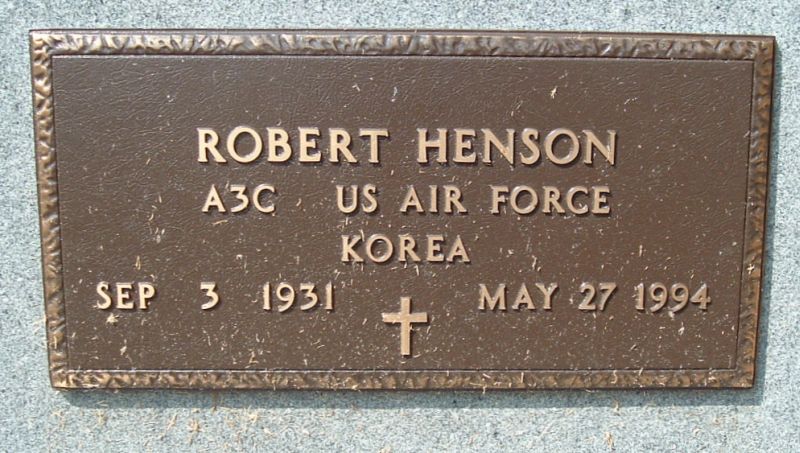 ROBERT HENSON
A3C US AIR FORCE
KOREA
SEP 3 1931 MAY 27 1994